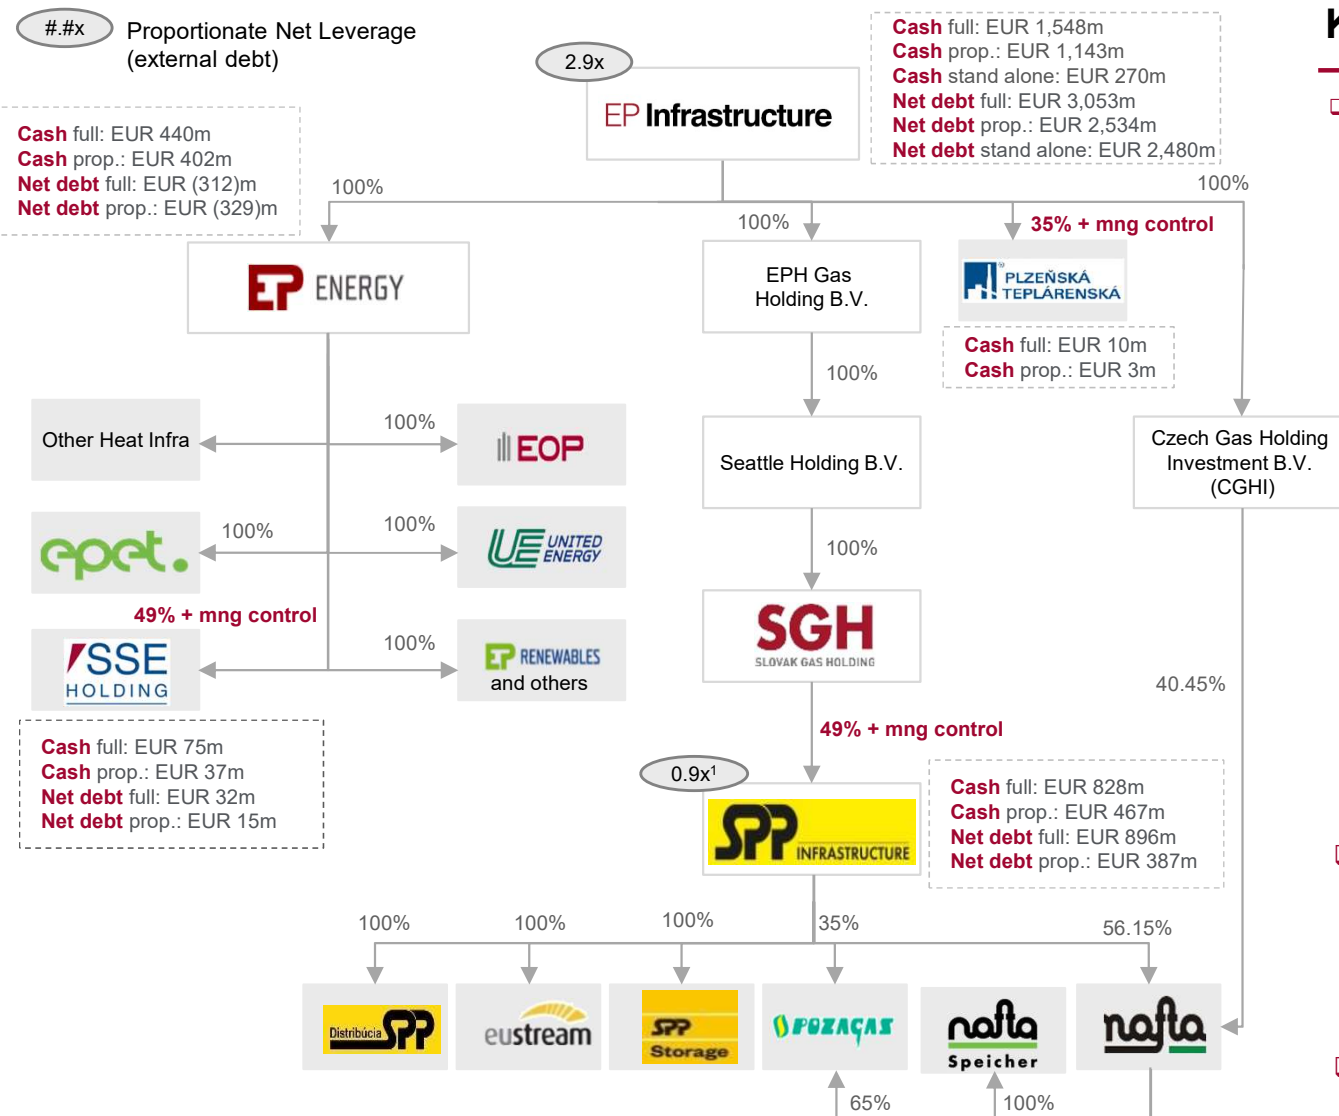 #.#x
Proportionate Net Leverage
(external debt)
2.9x
EP Infrastructure
Cash full: EUR 1,548m
Cash prop.: EUR 1,143m
Cash stand alone: EUR 270m
Net debt full: EUR 3,053m
Net debt prop.: EUR 2,534m
Net debt stand alone: EUR 2,480m
Cash full: EUR 440m
Cash prop.: EUR 402m
Net debt full: EUR (312)m
Net debt prop.: EUR (329)m
100%
100%
35% + mng control
100%
EP ENERGY
EPH Gas
Holding B.V.
PLZEŇSKÁ
TEPLÁRENSKÁ
Cash full: EUR 10m
Cash prop.: EUR 3m
100%
Other Heat Infra
100%
EOP
Seattle Holding B.V.
Czech Gas Holding
Investment B.V.
(CGHI)
epet.
100%
100%
UE UNITED
ENERGY
100%
49% + mng control
SSE
HOLDING
100%
EP RENEWABLES
and others
SGH
SLOVAK GAS HOLDING
40.45%
Cash full: EUR 75m
Cash prop.: EUR 37m
Net debt full: EUR 32m
Net debt prop.: EUR 15m
49% + mng control
0.9x¹
SPP
INFRASTRUCTURE
Cash full: EUR 828m
Cash prop.: EUR 467m
Net debt full: EUR 896m
Net debt prop.: EUR 387m
100%
100%
100%
35%
56.15%
Distribúcia SPP
eustream
SPP
Storage
POZAGAS
nafta
Speicher
nafta
65%
100%